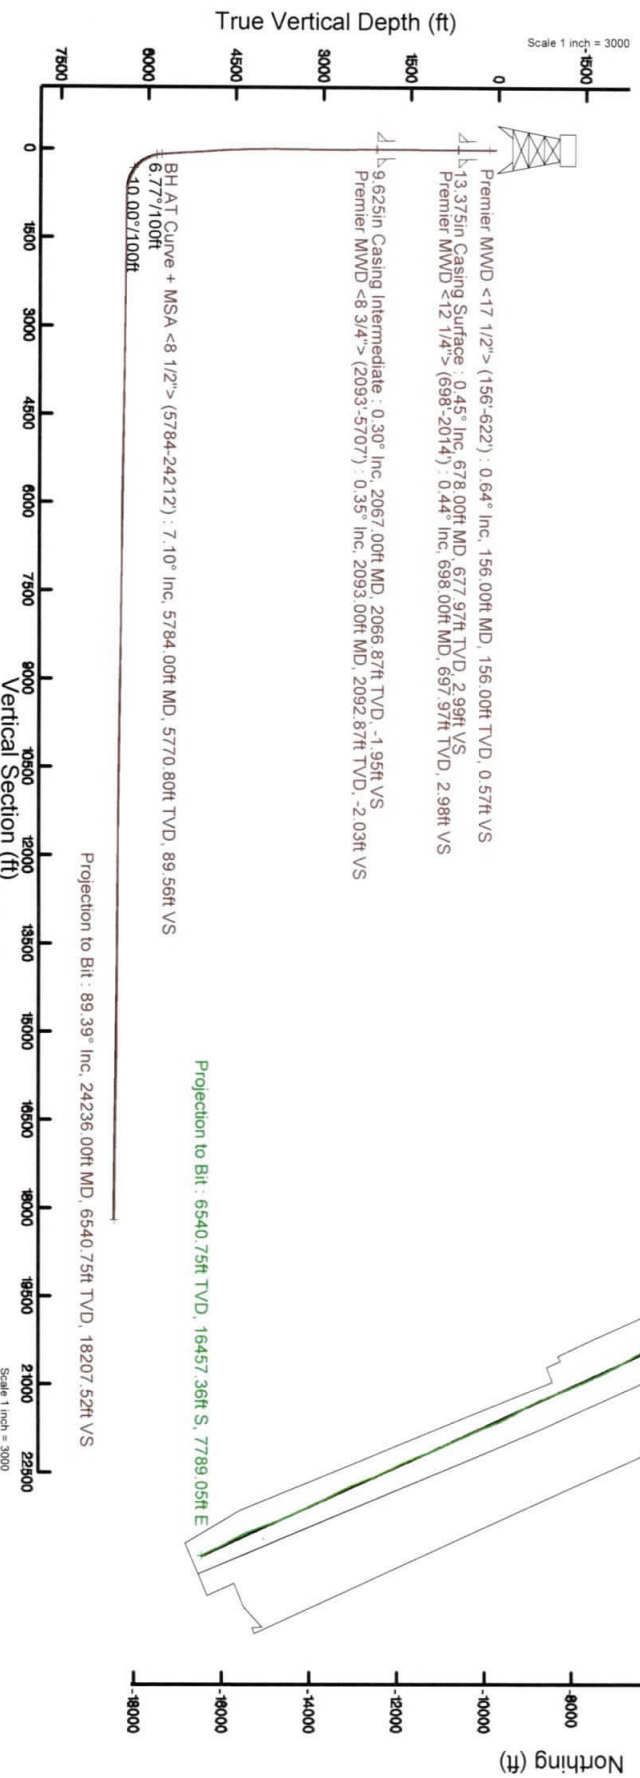 True Vertical Depth (ft)
Scale 1 inch = 3000
7500
6000
4500
3000
1500
0
-1500
Premier MWD <17 1/2"> (156'-622') : 0.64° Inc, 156.00ft MD, 156.00ft TVD, 0.57ft VS
13.375in Casing Surface : 0.45° Inc, 678.00ft MD, 677.97ft TVD, 2.99ft VS
Premier MWD <12 1/4"> (698'-2014') : 0.44° Inc, 698.00ft MD, 697.97ft TVD, 2.98ft VS
9.625in Casing Intermediate : 0.30° Inc, 2067.00ft MD, 2066.87ft TVD, -1.95ft VS
Premier MWD <8 3/4"> (2093'-5707') : 0.35° Inc, 2093.00ft MD, 2092.87ft TVD, -2.03ft VS
BH AT Curve + MSA <8 1/2"> (5784-24212') : 7.10° Inc, 5784.00ft MD, 5770.80ft TVD, 89.56ft VS
6.77°/100ft
10.00°/100ft
Projection to Bit : 6540.75ft TVD, 16457.36ft S, 7789.05ft E
Projection to Bit : 89.39° Inc, 24236.00ft MD, 6540.75ft TVD, 18207.52ft VS
0
1500
3000
4500
6000
7500
9000
10500
12000
13500
15000
16500
18000
19500
21000
22500
Vertical Section (ft)
Scale 1 inch = 3000
-18000
-16000
-14000
-12000
-10000
-8000
Northing (ft)